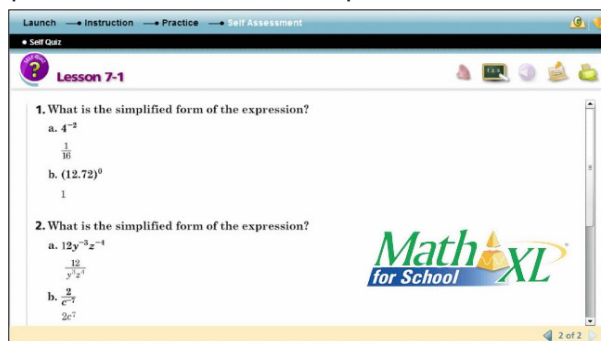 Launch → Instruction → Practice → Self Assessment
• Self Quiz
SELF QUIZ ? Lesson 7-1
1. What is the simplified form of the expression?
a. 4⁻²
1/16
b. (12.72)⁰
1
2. What is the simplified form of the expression?
a. 12y⁻³z⁻⁴
12/y³z⁴
b. 2/c⁻⁷
2c⁷
Math XL
for School
2 of 2